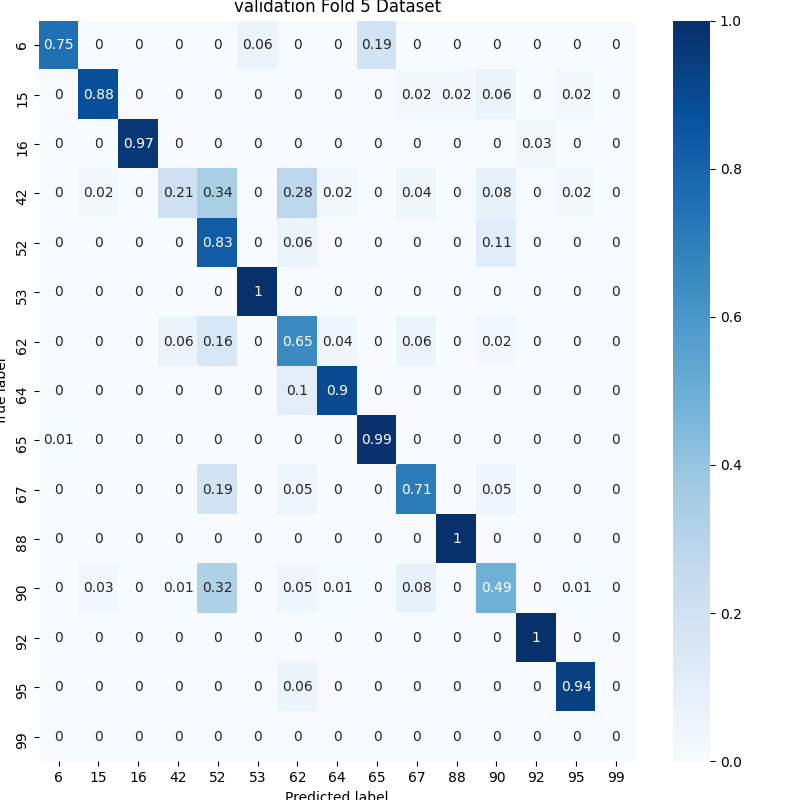 validation Fold 5 Dataset
6 0.75 0 0 0 0 0.06 0 0 0.19 0 0 0 0 0 0
15 0 0.88 0 0 0 0 0 0 0 0.02 0.02 0.06 0 0.02 0
16 0 0 0.97 0 0 0 0 0 0 0 0 0 0.03 0 0
42 0 0.02 0 0.21 0.34 0 0.28 0.02 0 0.04 0 0.08 0 0.02 0
52 0 0 0 0 0.83 0 0.06 0 0 0 0 0.11 0 0 0
53 0 0 0 0 0 1 0 0 0 0 0 0 0 0 0
62 0 0 0 0.06 0.16 0 0.65 0.04 0 0.06 0 0.02 0 0 0
64 0 0 0 0 0 0 0.1 0.9 0 0 0 0 0 0 0
65 0.01 0 0 0 0 0 0 0 0.99 0 0 0 0 0 0
67 0 0 0 0 0.19 0 0.05 0 0 0.71 0 0.05 0 0 0
88 0 0 0 0 0 0 0 0 0 0 1 0 0 0 0
90 0 0.03 0 0.01 0.32 0 0.05 0.01 0 0.08 0 0.49 0 0.01 0
92 0 0 0 0 0 0 0 0 0 0 0 0 1 0 0
95 0 0 0 0 0 0 0.06 0 0 0 0 0 0 0.94 0
99 0 0 0 0 0 0 0 0 0 0 0 0 0 0 0
6 15 16 42 52 53 62 64 65 67 88 90 92 95 99
Predicted label
True label
1.0
0.8
0.6
0.4
0.2
0.0